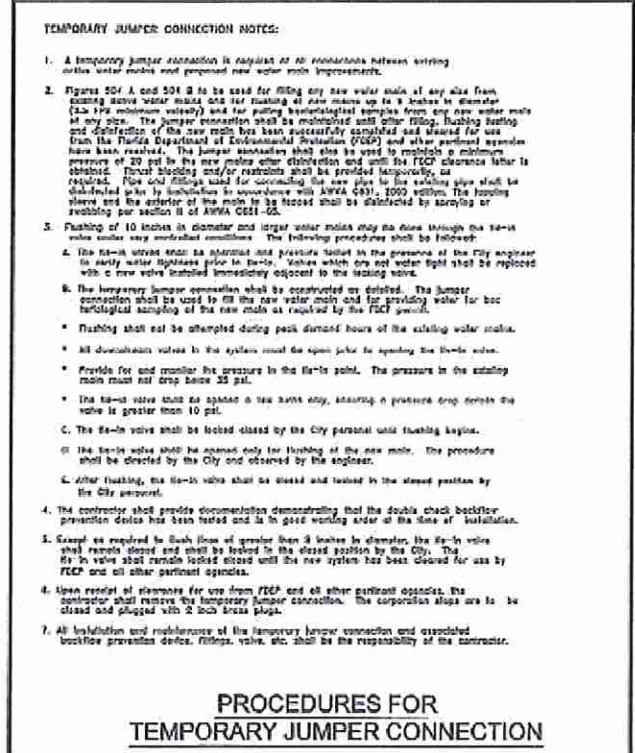 TEMPORARY JUMPER CONNECTION NOTES:
1. A temporary jumper connection is required at all connections between existing
active water mains and proposed new water main improvements.
2. Figures 504 A and 504 B to be used for filling any new water main of any size from
existing active water mains and for flushing of new mains up to 8 inches in diameter
(2.5 FPS minimum velocity) and for pulling bacteriological samples from any new water main
of any size. The jumper connection shall be maintained until after filling, flushing testing
and disinfection of the new main has been successfully completed and cleared for use
from the Florida Department of Environmental Protection (FDEP) and other pertinent agencies
have been received. The jumper connection shall also be used to maintain a minimum
pressure of 20 psi in the new mains after disinfection and until the FDEP clearance letter is
obtained. Thrust blocking and/or restraints shall be provided temporarily, as
required. Pipe and fittings used for connecting the new pipe to the existing pipe shall be
disinfected prior to installation in accordance with AWWA C651, 2005 edition. The tapping
sleeve and the exterior of the main to be tapped shall be disinfected by spraying or
swabbing per section 11 of AWWA C651-05.
3. Flushing of 10 inches in diameter and larger water mains may be done through the tie-in
valve under very controlled conditions. The following procedures shall be followed:
A. The tie-in valves shall be operated and pressure tested in the presence of the City engineer
to verify water tightness prior to tie-in. Valves which are not water tight shall be replaced
with a new valve installed immediately adjacent to the leaking valve.
B. The temporary jumper connection shall be constructed as detailed. The jumper
connection shall be used to fill the new water main and for providing water for bac
teriological sampling of the new main as required by the FDEP permit.
* Flushing shall not be attempted during peak demand hours of the existing water mains.
* All downstream valves in the system must be open prior to opening the tie-in valve.
* Provide for and monitor the pressure in the tie-in point. The pressure in the existing
main must not drop below 35 psi.
* The tie-in valve shall be opened a few turns only, ensuring a pressure drop across the
valve is greater than 10 psi.
C. The tie-in valve shall be locked closed by the City personal until flushing begins.
D. The tie-in valve shall be opened only for flushing of the new main. The procedure
shall be directed by the City and observed by the engineer.
E. After flushing, the tie-in valve shall be closed and locked in the closed position by
the City personnel.
4. The contractor shall provide documentation demonstrating that the double check backflow
prevention device has been tested and is in good working order at the time of installation.
5. Except as required to flush lines of greater than 8 inches in diameter, the tie-in valve
shall remain closed and shall be locked in the closed position by the City. The
tie-in valve shall remain locked closed until the new system has been cleared for use by
FDEP and all other pertinent agencies.
6. Upon receipt of clearance for use from FDEP and all other pertinent agencies, the
contractor shall remove the temporary jumper connection. The corporation stops are to be
closed and plugged with 2 inch brass plugs.
7. All installation and maintenance of the temporary jumper connection and associated
backflow prevention device, fittings, valve, etc. shall be the responsibility of the contractor.
PROCEDURES FOR
TEMPORARY JUMPER CONNECTION